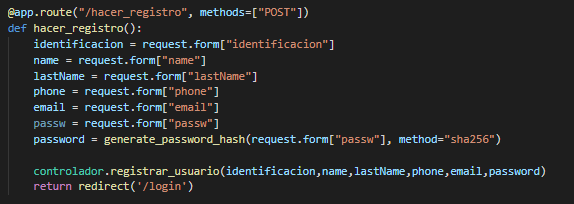 @app.route("/hacer_registro", methods=["POST"])
def hacer_registro():
    identificacion = request.form["identificacion"]
    name = request.form["name"]
    lastName = request.form["lastName"]
    phone = request.form["phone"]
    email = request.form["email"]
    passw = request.form["passw"]
    password = generate_password_hash(request.form["passw"], method="sha256")

    controlador.registrar_usuario(identificacion,name,lastName,phone,email,password)
    return redirect('/login')